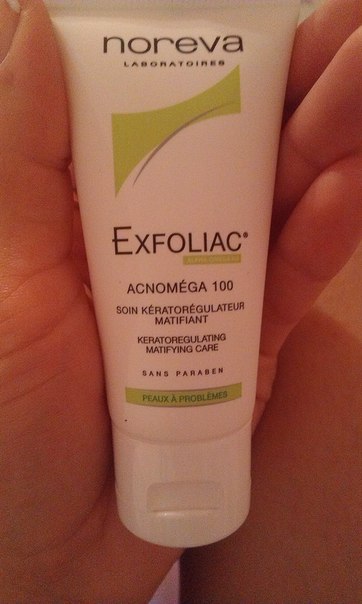 noreva
LABORATOIRES
EXFOLIAC®
ACNOMÉGA 100
SOIN KÉRATORÉGULATEUR
MATIFIANT
KERATOREGULATING
MATIFYING CARE
SANS PARABEN
PEAUX À PROBLÈMES